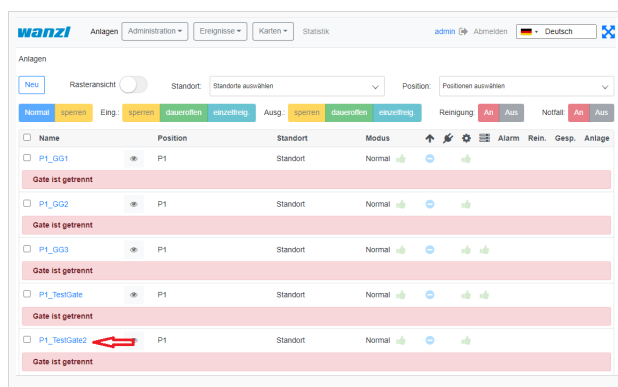 wanzl Anlagen Administration Ereignisse Karten Statistik admin Abmelden Deutsch
Anlagen
Neu Rasteransicht Standort: Standorte auswählen Position: Positionen auswählen
Normal sperren Eing.: sperren daueroffen einzelfreig. Ausg.: sperren daueroffen einzelfreig. Reinigung: An Aus Notfall: An Aus
Name Position Standort Modus Alarm Rein. Gesp. Anlage
P1_GG1 P1 Standort Normal
Gate ist getrennt
P1_GG2 P1 Standort Normal
Gate ist getrennt
P1_GG3 P1 Standort Normal
Gate ist getrennt
P1_TestGate P1 Standort Normal
Gate ist getrennt
P1_TestGate2 P1 Standort Normal
Gate ist getrennt